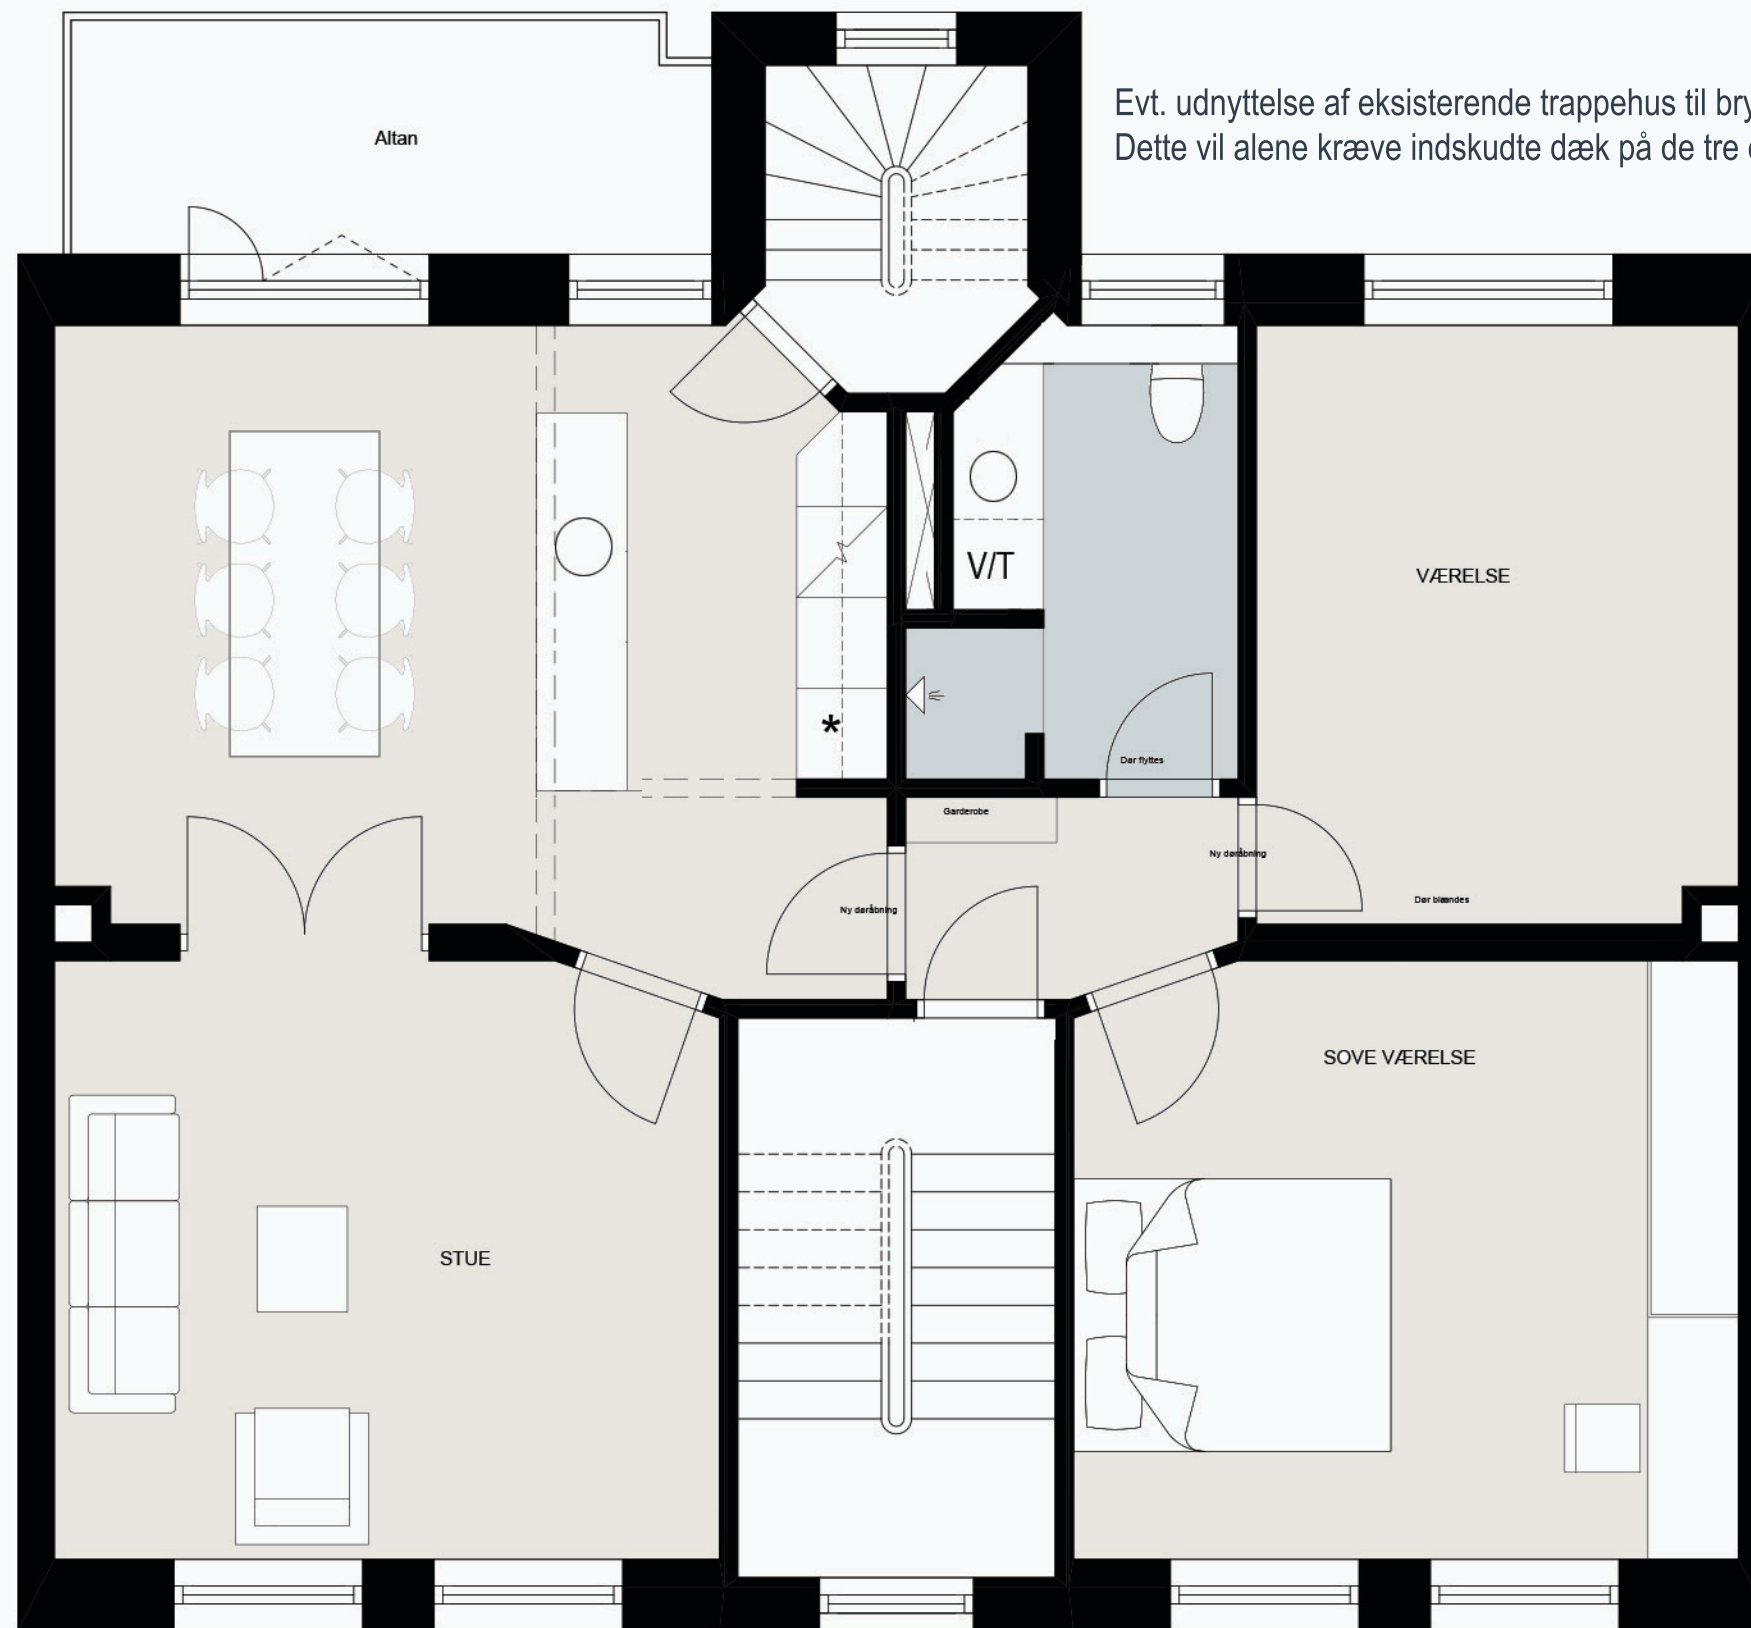 Evt. udnyttelse af eksisterende trappehus til
Dette vil alene kræve indskudte dæk på de tre
Altan
VÆRELSE
V/T
*
Dør flyttes
Garderobe
Ny døråbning
Dør blændes
Ny døråbning
SOVE VÆRELSE
STUE